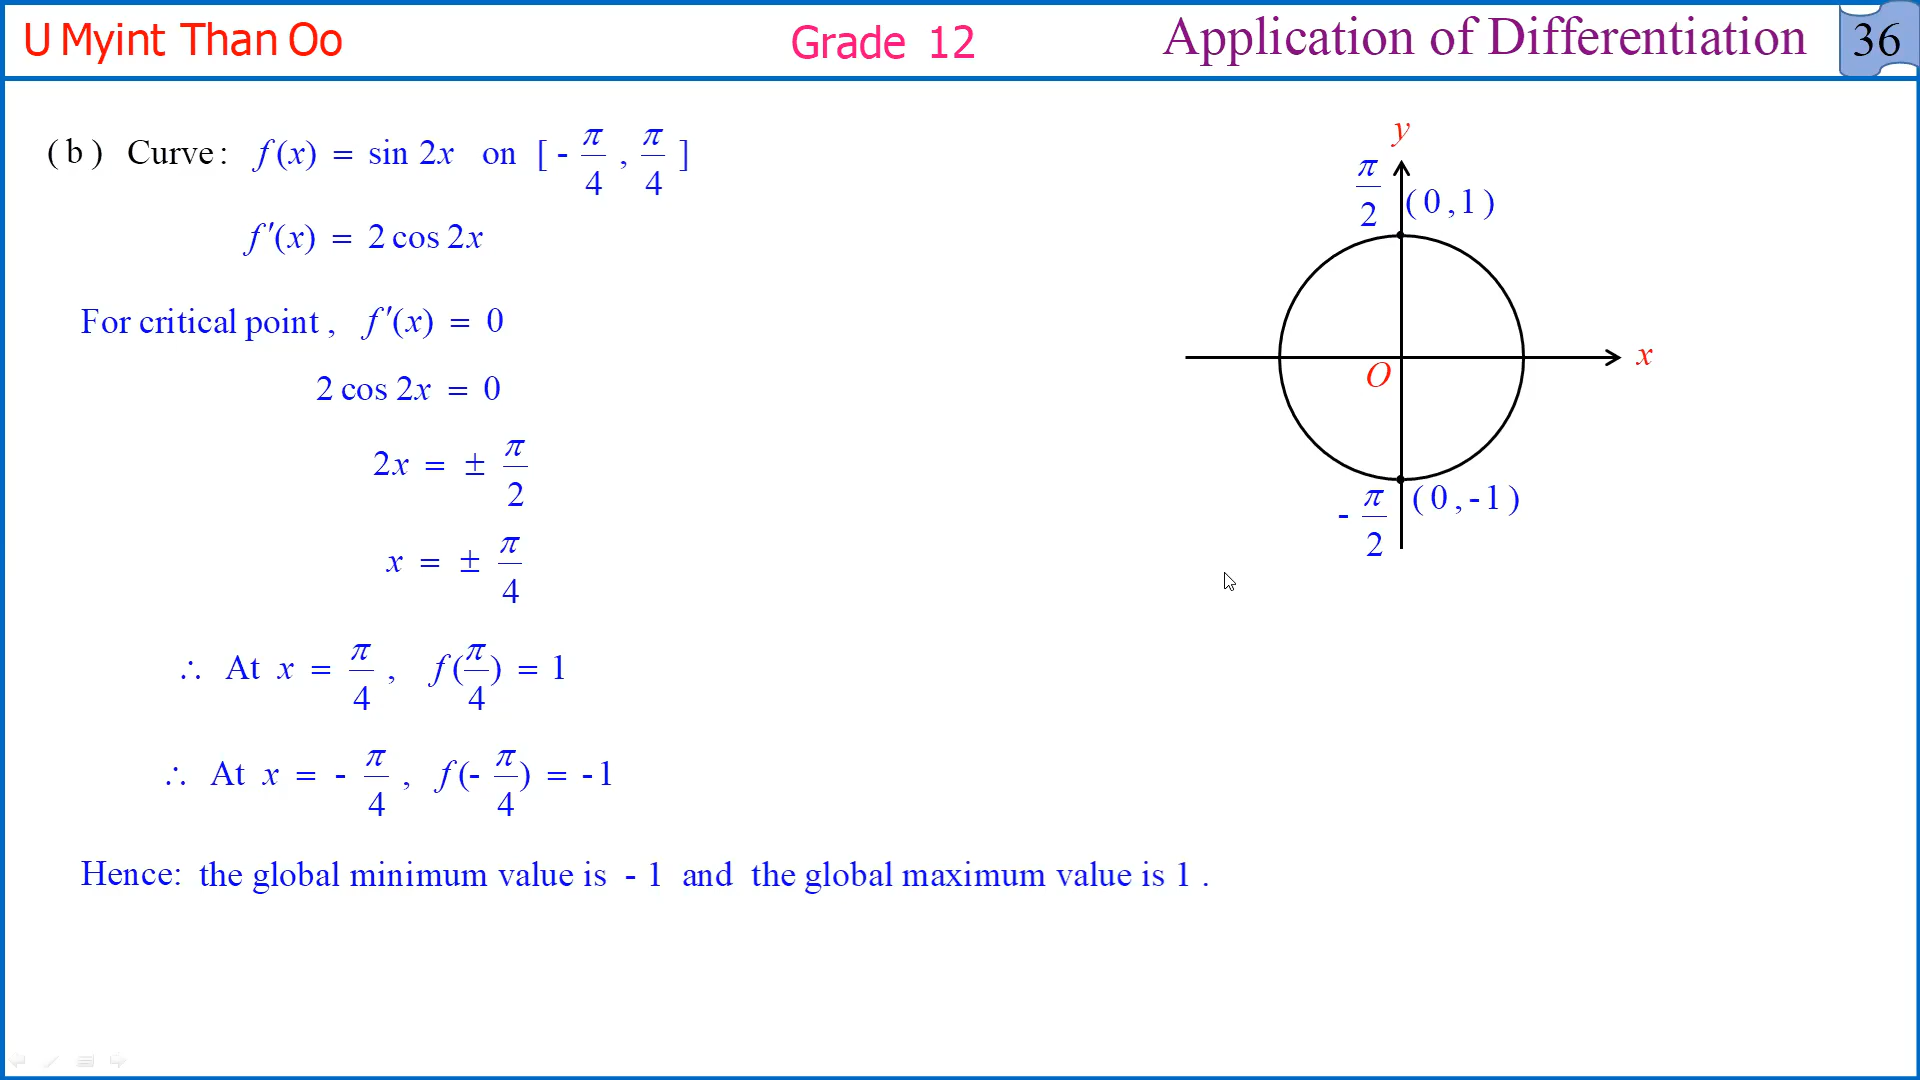 U Myint Than Oo
Grade 12
Application of Differentiation
36
( b ) Curve : f (x) = sin 2x on [ - π/4 , π/4 ]
f ′(x) = 2 cos 2x
For critical point , f ′(x) = 0
2 cos 2x = 0
2x = ± π/2
x = ± π/4
∴ At x = π/4 , f (π/4) = 1
∴ At x = - π/4 , f (- π/4) = -1
Hence: the global minimum value is - 1 and the global maximum value is 1 .
y
π/2 ( 0 , 1 )
x
O
- π/2 ( 0 , -1 )